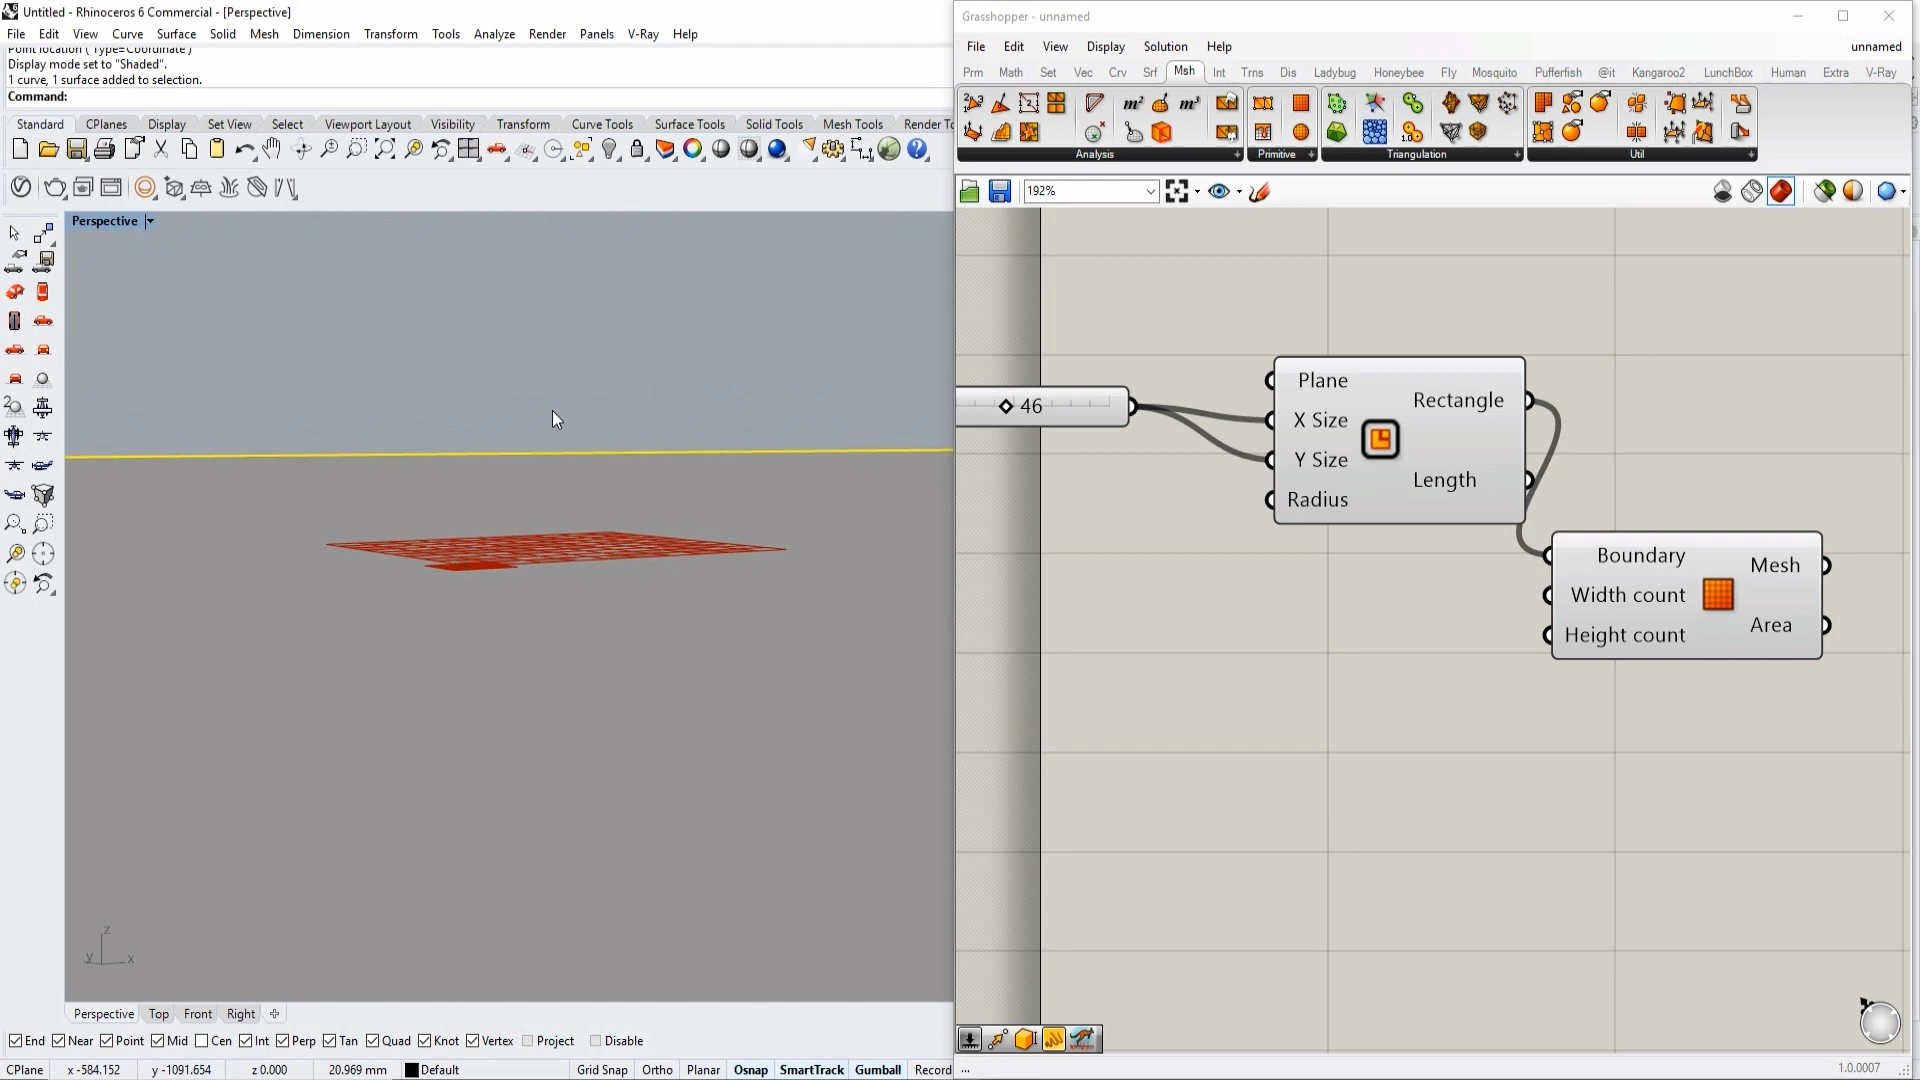 Untitled - Rhinoceros 6 Commercial - [Perspective]
File Edit View Curve Surface Solid Mesh Dimension Transform Tools Analyze Render Panels V-Ray Help
Point location ( Type=Coordinate )
Display mode set to "Shaded".
1 curve, 1 surface added to selection.
Command:
Standard CPlanes Display Set View Select Viewport Layout Visibility Transform Curve Tools Surface Tools Solid Tools Mesh Tools Render To
Perspective
z
y x
Perspective Top Front Right
End Near Point Mid Cen Int Perp Tan Quad Knot Vertex Project Disable
CPlane x -584.152 y -1091.654 z 0.000 20.969 mm Default Grid Snap Ortho Planar Osnap SmartTrack Gumball Record
Grasshopper - unnamed
File Edit View Display Solution Help unnamed
Prm Math Set Vec Crv Srf Msh Int Trns Dis Ladybug Honeybee Fly Mosquito Pufferfish @it Kangaroo2 LunchBox Human Extra V-Ray
m² m³
Analysis Primitive Triangulation Util
192%
46
Plane
X Size
Y Size
Radius
Rectangle
Length
Boundary
Width count
Height count
Mesh
Area
... 1.0.0007